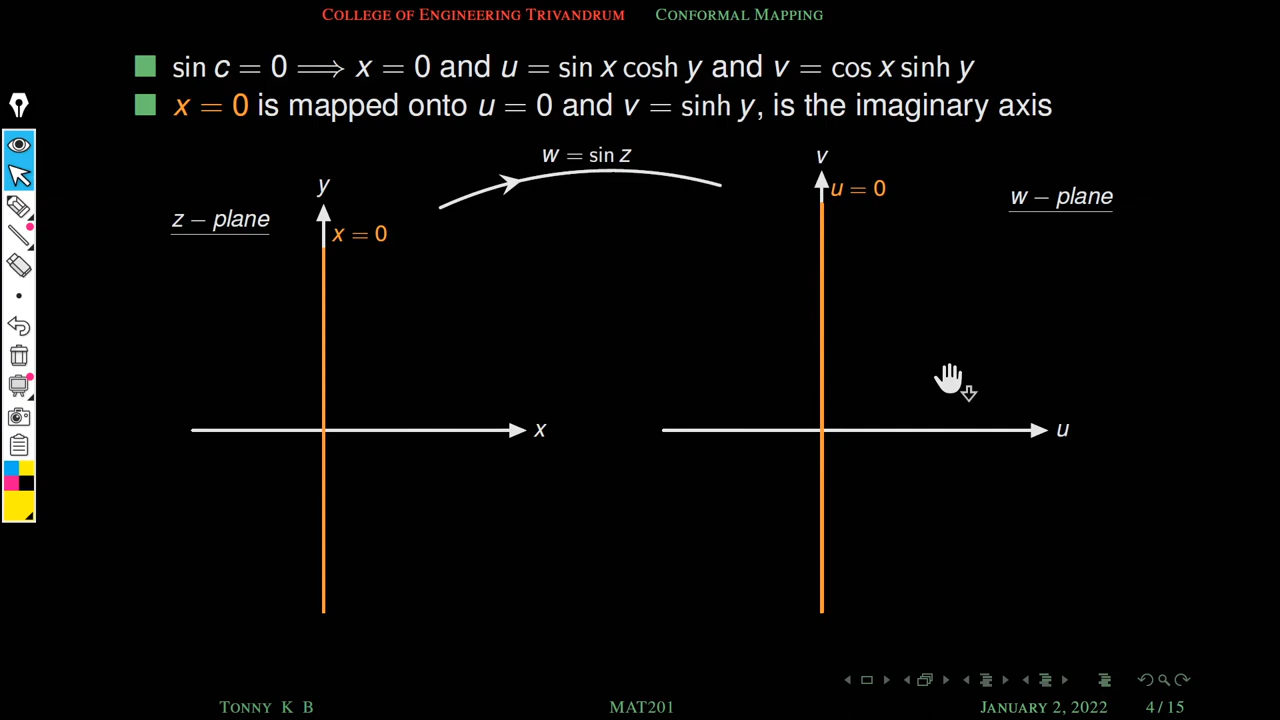 College of Engineering Trivandrum Conformal Mapping
sin c = 0 ⟹ x = 0 and u = sin x cosh y and v = cos x sinh y
x = 0 is mapped onto u = 0 and v = sinh y, is the imaginary axis
w = sin z
y
v
z − plane
x = 0
u = 0
w − plane
x
u
Tonny K B MAT201 January 2, 2022 4 / 15